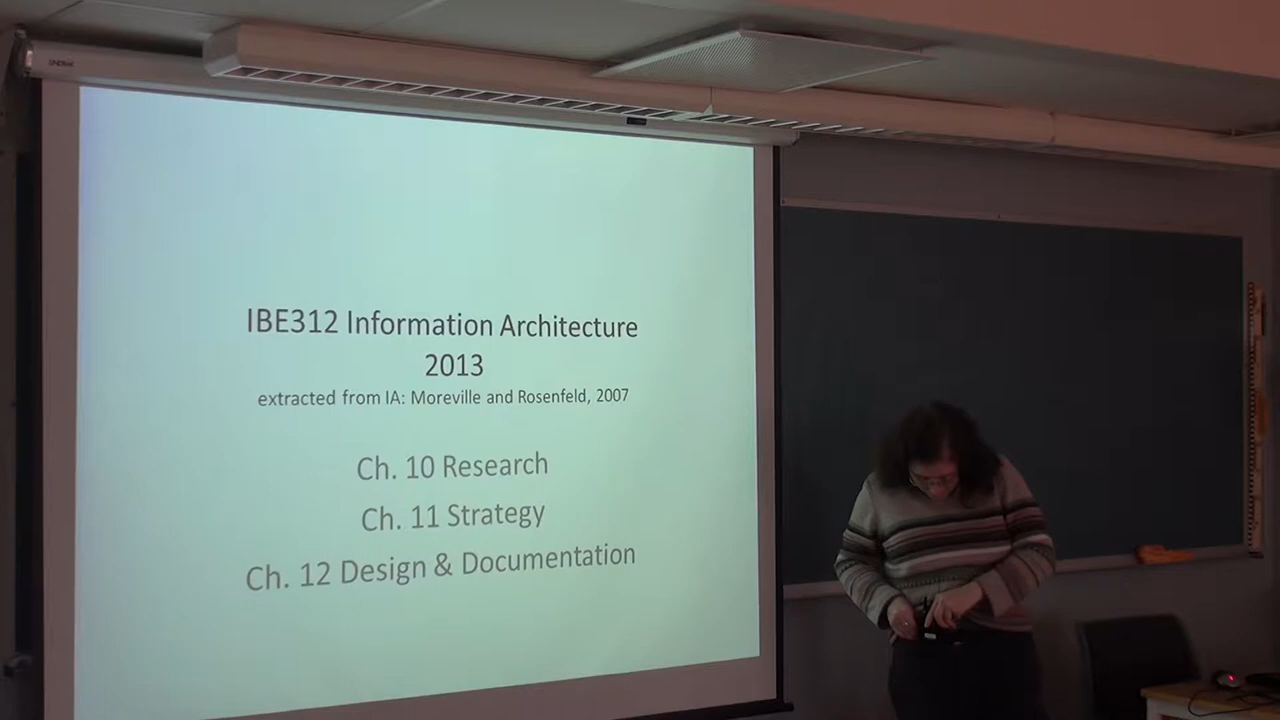 IBE312 Information Architecture
2013
extracted from IA: Moreville and Rosenfeld, 2007
Ch. 10 Research
Ch. 11 Strategy
Ch. 12 Design & Documentation